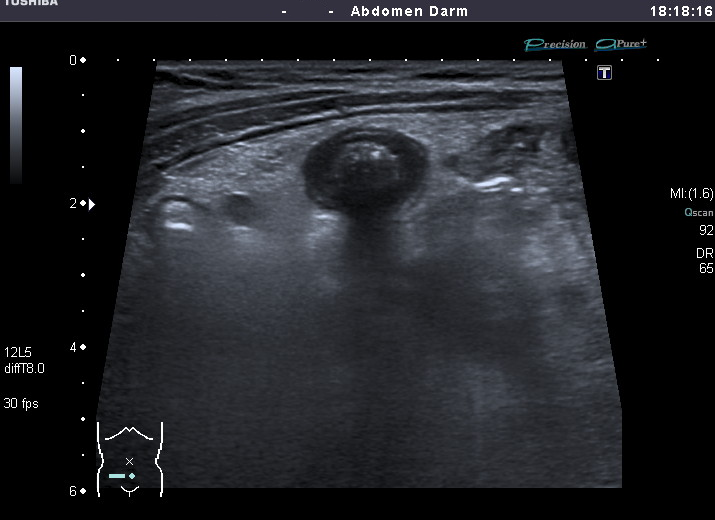 TOSHIBA
- - Abdomen Darm 18:18:16
Precision APure+
0
T
2
MI:(1.6)
Qscan
92
DR
65
4
12L5
diffT8.0
30 fps
6